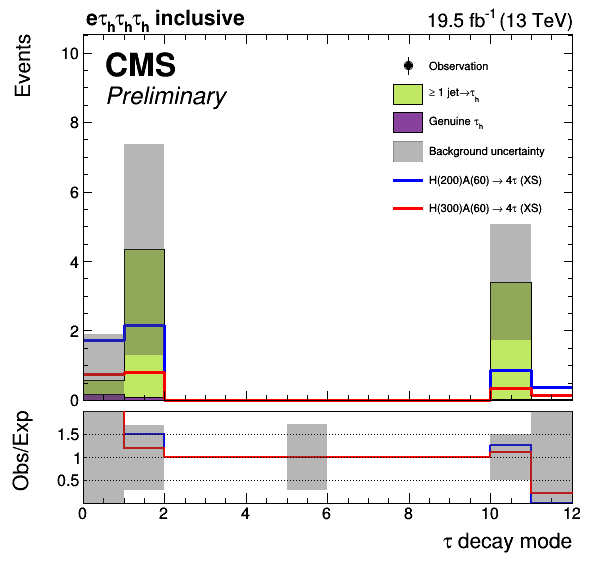 eτhτhτh inclusive
19.5 fb-1 (13 TeV)
Events
10
8
6
4
2
0
CMS
Preliminary
Observation
≥ 1 jet→τh
Genuine τh
Background uncertainty
H(200)A(60) → 4τ (XS)
H(300)A(60) → 4τ (XS)
Obs/Exp
1.5
1
0.5
0 2 4 6 8 10 12
τ decay mode